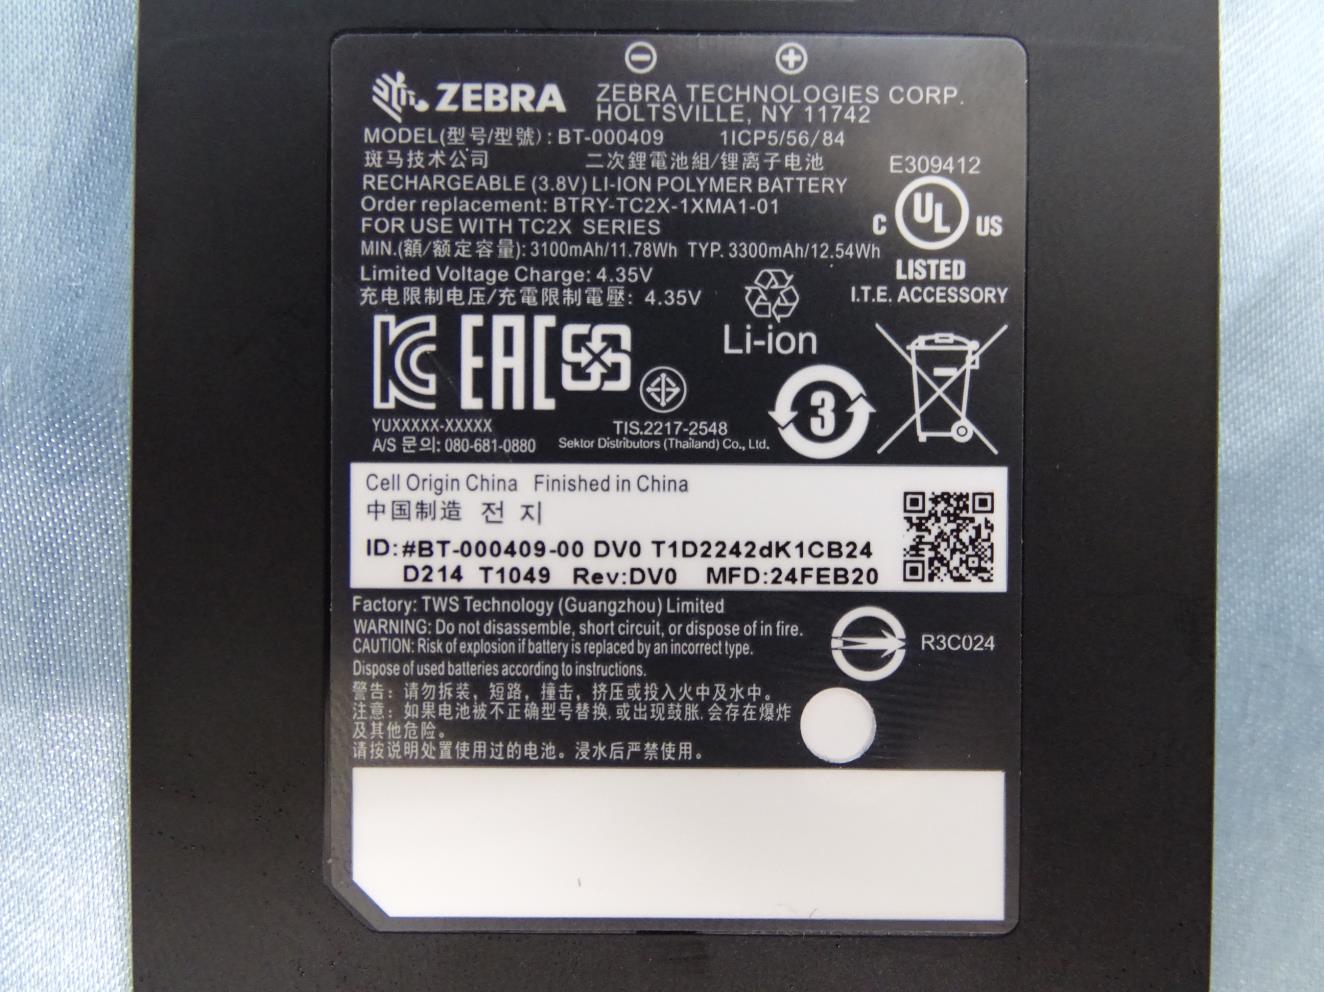 ZEBRA
ZEBRA TECHNOLOGIES CORP.
HOLTSVILLE, NY 11742
MODEL(型号/型號): BT-000409 1ICP5/56/84
斑马技术公司 二次鋰電池組/锂离子电池
RECHARGEABLE (3.8V) LI-ION POLYMER BATTERY
Order replacement: BTRY-TC2X-1XMA1-01
FOR USE WITH TC2X SERIES
MIN.(額/额定容量): 3100mAh/11.78Wh TYP. 3300mAh/12.54Wh
Limited Voltage Charge: 4.35V
充电限制电压/充電限制電壓: 4.35V
E309412
C UL US
LISTED
I.T.E. ACCESSORY
Li-ion
KC EAC
3
YUXXXXX-XXXXX
A/S 문의: 080-681-0880
TIS.2217-2548
Sektor Distributors (Thailand) Co., Ltd.
Cell Origin China Finished in China
中国制造 전 지
ID:#BT-000409-00 DV0 T1D2242dK1CB24
D214 T1049 Rev:DV0 MFD:24FEB20
Factory: TWS Technology (Guangzhou) Limited
WARNING: Do not disassemble, short circuit, or dispose of in fire.
CAUTION: Risk of explosion if battery is replaced by an incorrect type.
Dispose of used batteries according to instructions.
R3C024
警告: 请勿拆装, 短路, 撞击, 挤压或投入火中及水中。
注意: 如果电池被不正确型号替换, 或出现鼓胀, 会存在爆炸
及其他危险。
请按说明处置使用过的电池。浸水后严禁使用。